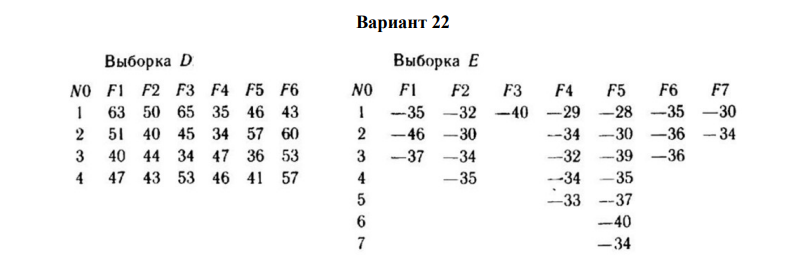 Вариант 22
Выборка D Выборка E
N0 F1 F2 F3 F4 F5 F6 N0 F1 F2 F3 F4 F5 F6 F7
1 63 50 65 35 46 43 1 —35 —32 —40 —29 —28 —35 —30
2 51 40 45 34 57 60 2 —46 —30 —34 —30 —36 —34
3 40 44 34 47 36 53 3 —37 —34 —32 —39 —36
4 47 43 53 46 41 57 4 —35 —34 —35
5 —33 —37
6 —40
7 —34